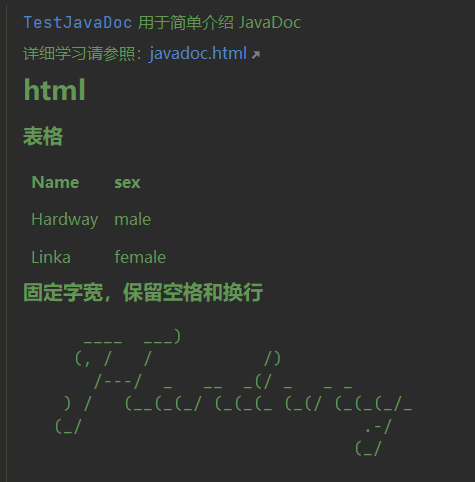 TestJavaDoc 用于简单介绍 JavaDoc
详细学习请参照：javadoc.html
html
表格
Name sex
Hardway male
Linka female
固定字宽，保留空格和换行
      ____  ___)
     (, /   /           /)
       /---/  _   __  _(/ _   _ _
    ) /   (__(_(_/ (_(_(_ (_(/ (_(_(_/_
   (_/                            .-/
                                 (_/